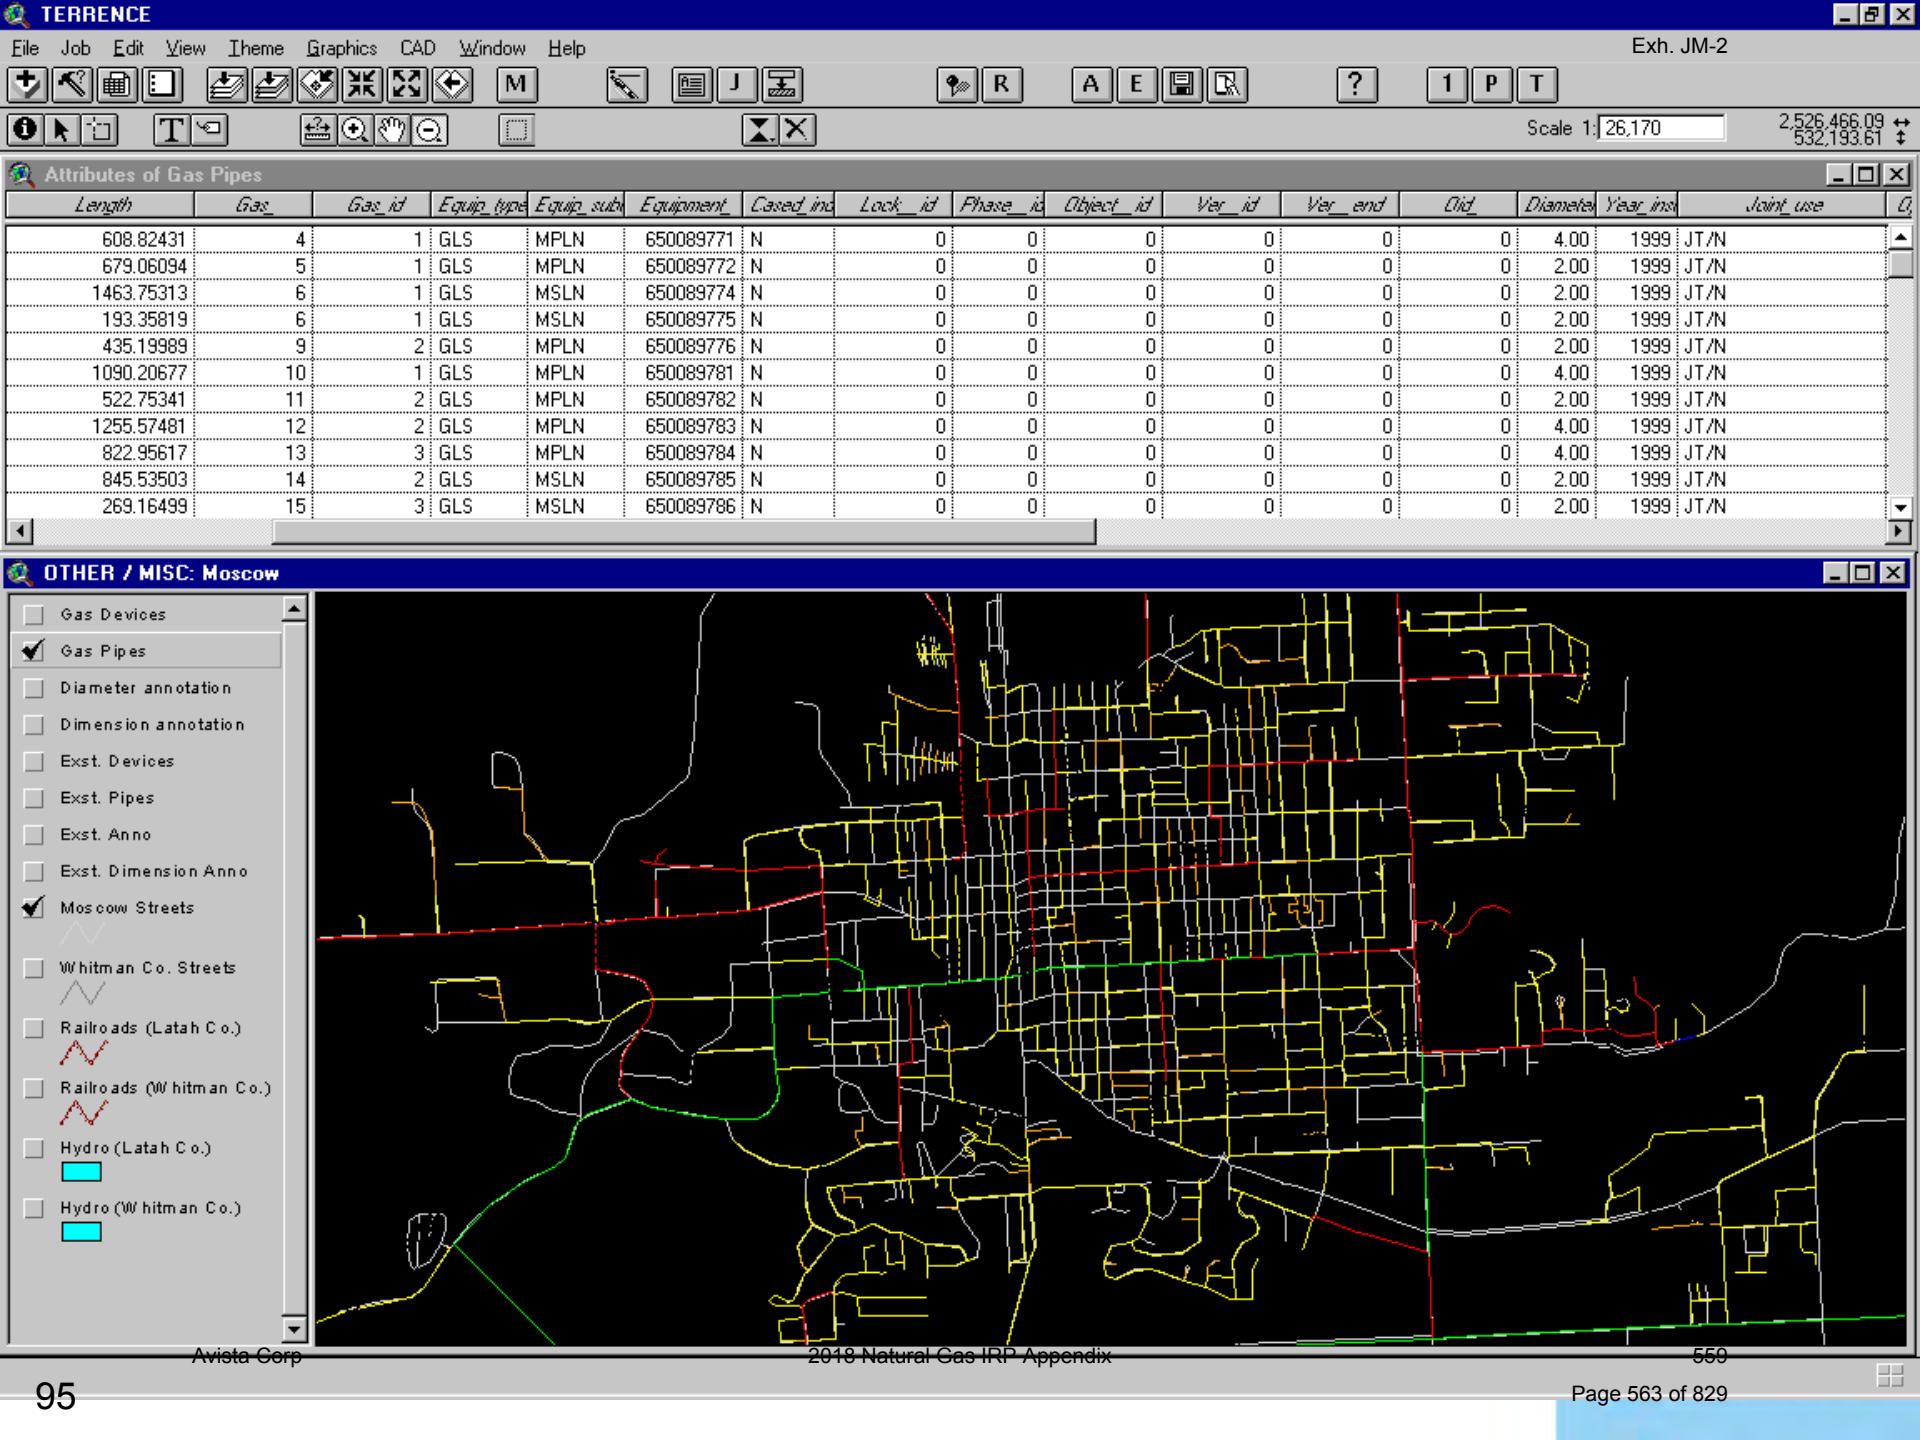 TERRENCE
File Job Edit View Theme Graphics CAD Window Help
Exh. JM-2
M J R A E ? 1 P T
T Scale 1: 26,170 2,526,466.09
532,193.61
Attributes of Gas Pipes
Length Gas_ Gas_id Equip_type Equip_sub Equipment_ Cased_ind Lock__id Phase__id Object__id Ver__id Ver__end Oid_ Diameter Year_inst Joint_use
608.82431 4 1 GLS MPLN 650089771 N 0 0 0 0 0 0 4.00 1999 JT/N
679.06094 5 1 GLS MPLN 650089772 N 0 0 0 0 0 0 2.00 1999 JT/N
1463.75313 6 1 GLS MSLN 650089774 N 0 0 0 0 0 0 2.00 1999 JT/N
193.35819 6 1 GLS MSLN 650089775 N 0 0 0 0 0 0 2.00 1999 JT/N
435.19989 9 2 GLS MPLN 650089776 N 0 0 0 0 0 0 2.00 1999 JT/N
1090.20677 10 1 GLS MPLN 650089781 N 0 0 0 0 0 0 4.00 1999 JT/N
522.75341 11 2 GLS MPLN 650089782 N 0 0 0 0 0 0 2.00 1999 JT/N
1255.57481 12 2 GLS MPLN 650089783 N 0 0 0 0 0 0 4.00 1999 JT/N
822.95617 13 3 GLS MPLN 650089784 N 0 0 0 0 0 0 4.00 1999 JT/N
845.53503 14 2 GLS MSLN 650089785 N 0 0 0 0 0 0 2.00 1999 JT/N
269.16499 15 3 GLS MSLN 650089786 N 0 0 0 0 0 0 2.00 1999 JT/N
OTHER / MISC: Moscow
Gas Devices
Gas Pipes
Diameter annotation
Dimension annotation
Exst. Devices
Exst. Pipes
Exst. Anno
Exst. Dimension Anno
Moscow Streets
Whitman Co. Streets
Railroads (Latah Co.)
Railroads (Whitman Co.)
Hydro (Latah Co.)
Hydro (Whitman Co.)
Avista Corp 2018 Natural Gas IRP Appendix 559
95 Page 563 of 829